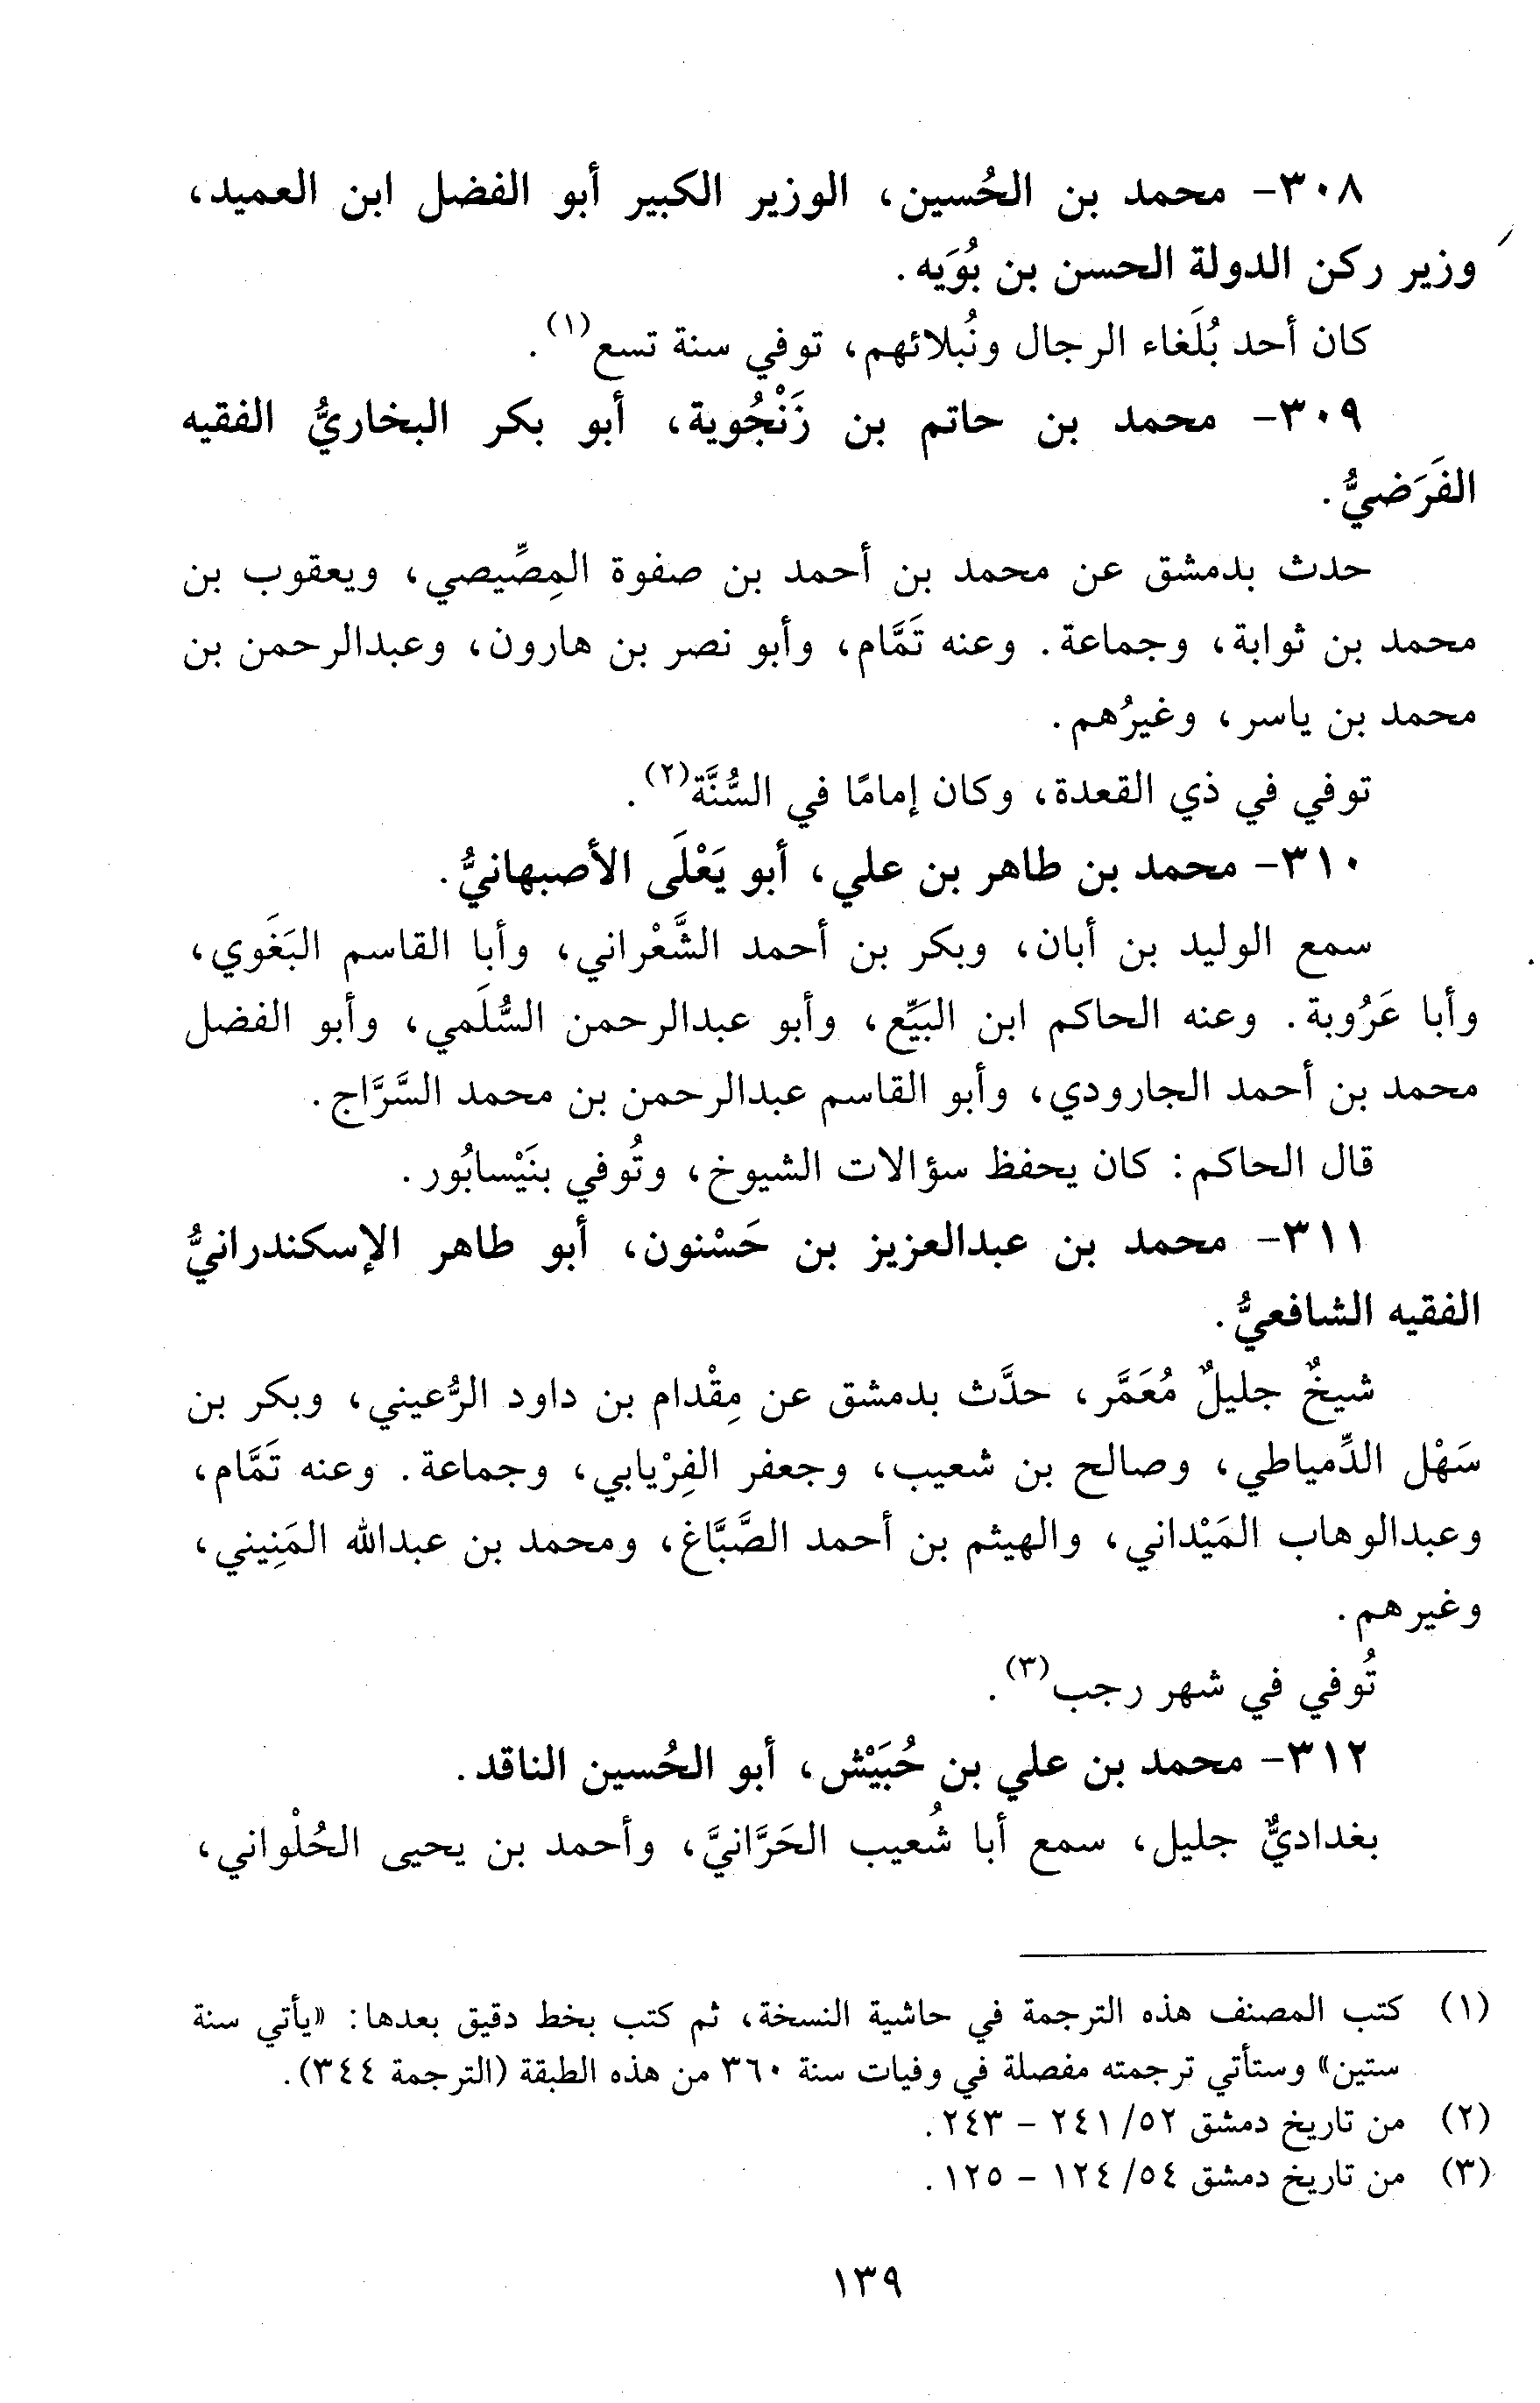 ٣٠٨- محمد بن الحُسين، الوزير الكبير أبو الفضل ابن العميد،
وزير ركن الدولة الحسن بن بُوَيه.
كان أحد بُلَغاء الرجال ونُبلائهم، توفي سنة تسع(١).
٣٠٩- محمد بن حاتم بن زَنْجُوية، أبو بكر البخاريُّ الفقيه
الفَرَضيُّ.
حدث بدمشق عن محمد بن أحمد بن صفوة المِصِّيصي، ويعقوب بن
محمد بن ثوابة، وجماعة. وعنه تَمَّام، وأبو نصر بن هارون، وعبدالرحمن بن
محمد بن ياسر، وغيرُهم.
توفي في ذي القعدة، وكان إمامًا في السُّنَّة(٢).
٣١٠- محمد بن طاهر بن علي، أبو يَعْلَى الأصبهانيُّ.
سمع الوليد بن أبان، وبكر بن أحمد الشَّعْراني، وأبا القاسم البَغَوي،
وأبا عَرُوبة. وعنه الحاكم ابن البَيِّع، وأبو عبدالرحمن السُّلَمي، وأبو الفضل
محمد بن أحمد الجارودي، وأبو القاسم عبدالرحمن بن محمد السَّرَّاج.
قال الحاكم: كان يحفظ سؤالات الشيوخ، وتُوفي بنَيْسابُور.
٣١١- محمد بن عبدالعزيز بن حَسْنون، أبو طاهر الإسكندرانيُّ
الفقيه الشافعيُّ.
شيخٌ جليلٌ مُعَمَّر، حدَّث بدمشق عن مِقْدام بن داود الرُّعيني، وبكر بن
سَهْل الدِّمياطي، وصالح بن شعيب، وجعفر الفِرْيابي، وجماعة. وعنه تَمَّام،
وعبدالوهاب المَيْداني، والهيثم بن أحمد الصَّبَّاغ، ومحمد بن عبدالله المَنِيني،
وغيرهم.
تُوفي في شهر رجب(٣).
٣١٢- محمد بن علي بن حُبَيْش، أبو الحُسين الناقد.
بغداديٌّ جليل، سمع أبا شُعيب الحَرَّانيَّ، وأحمد بن يحيى الحُلْواني،
(١) كتب المصنف هذه الترجمة في حاشية النسخة، ثم كتب بخط دقيق بعدها: «يأتي سنة
ستين» وستأتي ترجمته مفصلة في وفيات سنة ٣٦٠ من هذه الطبقة (الترجمة ٣٤٤).
(٢) من تاريخ دمشق ٥٢/ ٢٤١ - ٢٤٣.
(٣) من تاريخ دمشق ٥٤/ ١٢٤ - ١٢٥.
١٣٩